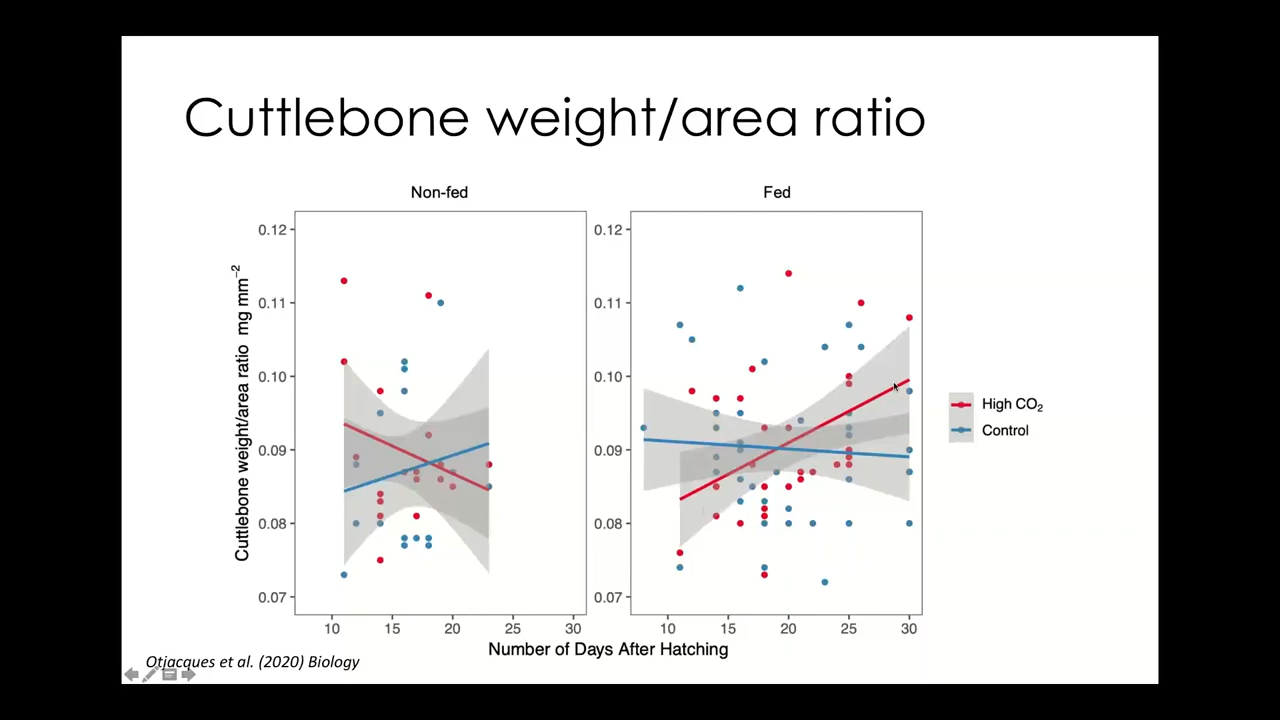 Cuttlebone weight/area ratio
Non-fed
Fed
Cuttlebone weight/area ratio mg mm⁻²
0.12
0.11
0.10
0.09
0.08
0.07
0.12
0.11
0.10
0.09
0.08
0.07
10 15 20 25 30
10 15 20 25 30
Number of Days After Hatching
High CO₂
Control
Otjacques et al. (2020) Biology